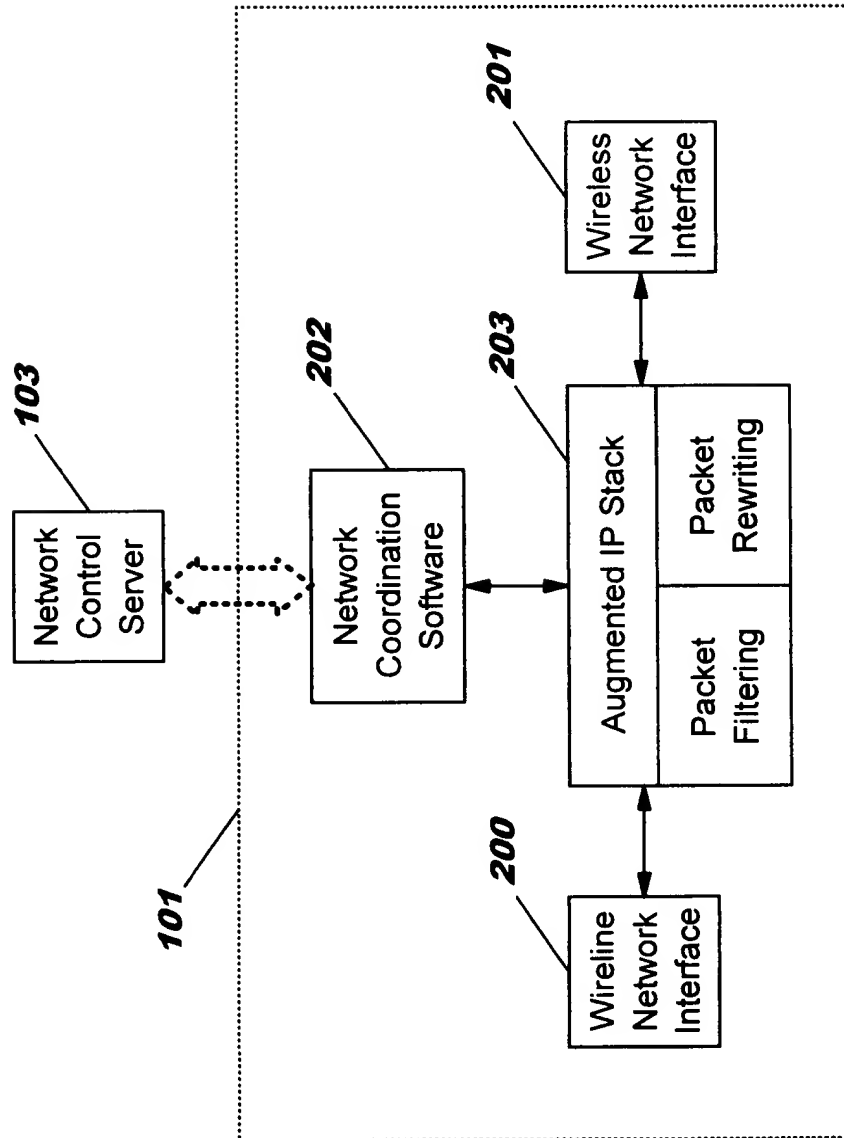 103
Network
Control
Server
101
202
Network
Coordination
Software
203
Augmented IP Stack
Packet
Filtering
Packet
Rewriting
200
Wireline
Network
Interface
201
Wireless
Network
Interface